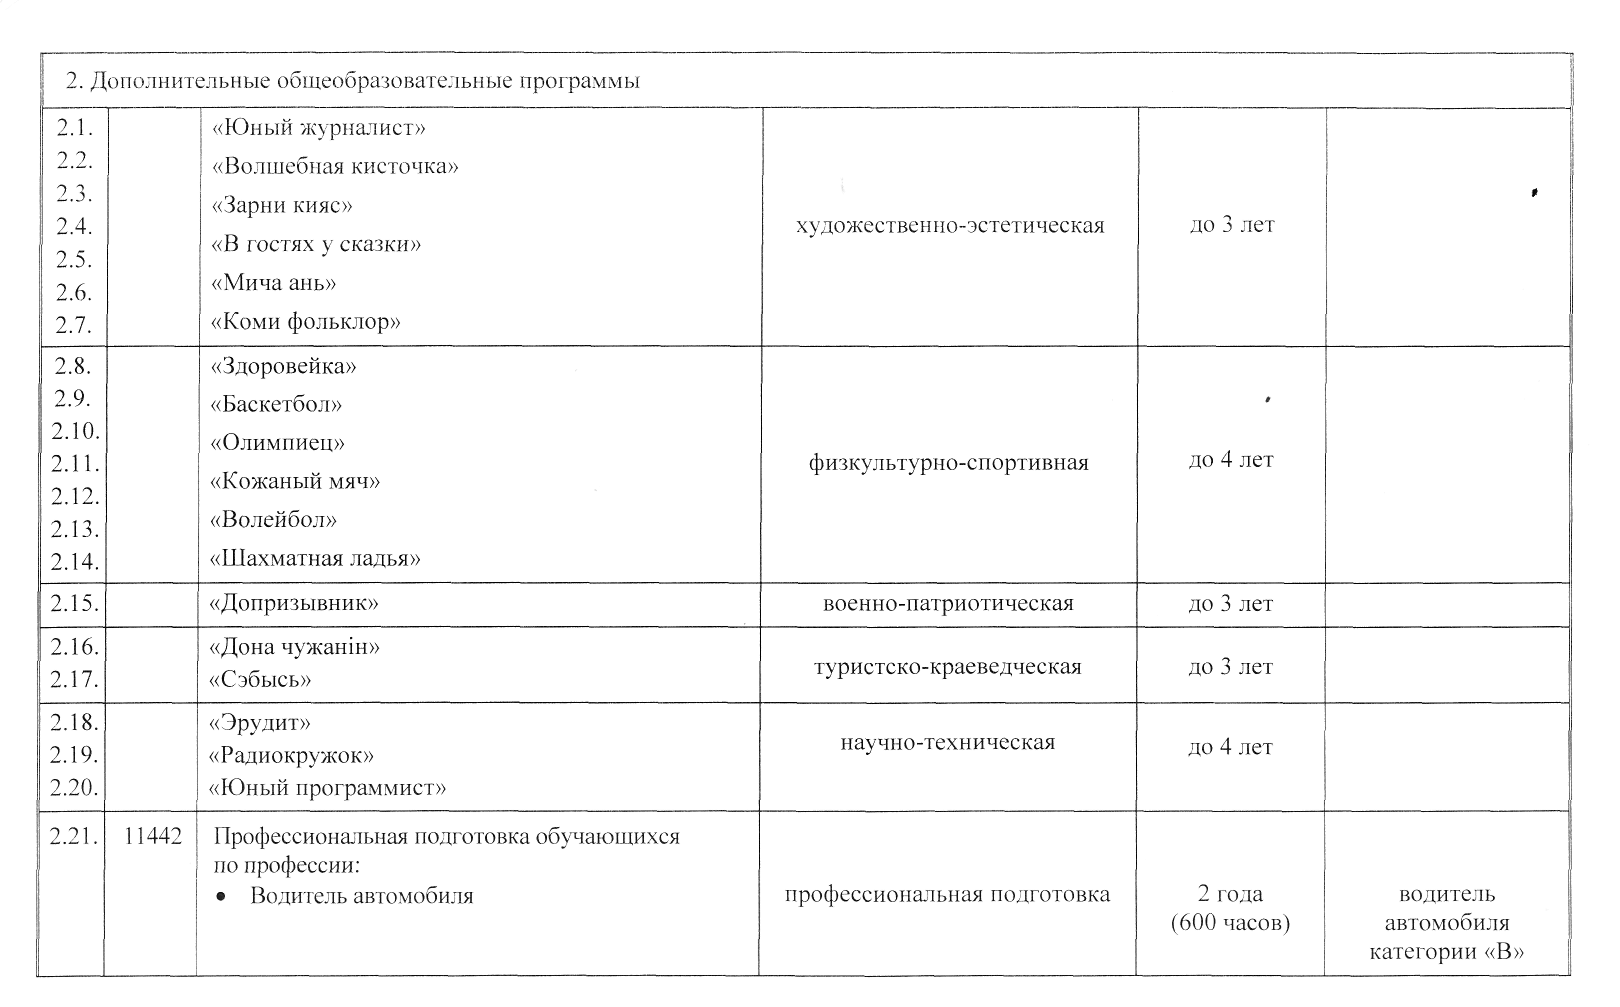 2. Дополнительные общеобразовательные программы
2.1.
2.2.
2.3.
2.4.
2.5.
2.6.
2.7.
«Юный журналист»
«Волшебная кисточка»
«Зарни кияс»
«В гостях у сказки»
«Мича ань»
«Коми фольклор»
художественно-эстетическая
до 3 лет
2.8.
2.9.
2.10.
2.11.
2.12.
2.13.
2.14.
«Здоровейка»
«Баскетбол»
«Олимпиец»
«Кожаный мяч»
«Волейбол»
«Шахматная ладья»
физкультурно-спортивная
до 4 лет
2.15.
«Допризывник»
военно-патриотическая
до 3 лет
2.16.
2.17.
«Дона чужанін»
«Сэбысь»
туристско-краеведческая
до 3 лет
2.18.
2.19.
2.20.
«Эрудит»
«Радиокружок»
«Юный программист»
научно-техническая
до 4 лет
2.21.
11442
Профессиональная подготовка обучающихся
по профессии:
• Водитель автомобиля
профессиональная подготовка
2 года
(600 часов)
водитель
автомобиля
категории «В»